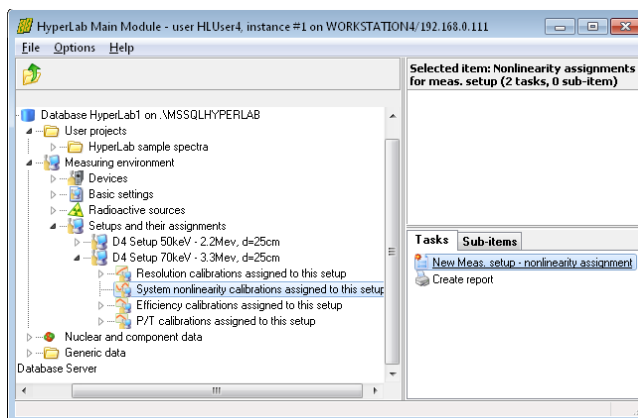 HyperLab Main Module - user HLUser4, instance #1 on WORKSTATION4/192.168.0.111
File Options Help
Database HyperLab1 on .\MSSQLHYPERLAB
User projects
HyperLab sample spectra
Measuring environment
Devices
Basic settings
Radioactive sources
Setups and their assignments
D4 Setup 50keV - 2.2Mev, d=25cm
D4 Setup 70keV - 3.3Mev, d=25cm
Resolution calibrations assigned to this setup
System nonlinearity calibrations assigned to this setup
Efficiency calibrations assigned to this setup
P/T calibrations assigned to this setup
Nuclear and component data
Generic data
Database Server
Selected item: Nonlinearity assignments
for meas. setup (2 tasks, 0 sub-item)
Tasks Sub-items
New Meas. setup - nonlinearity assignment
Create report